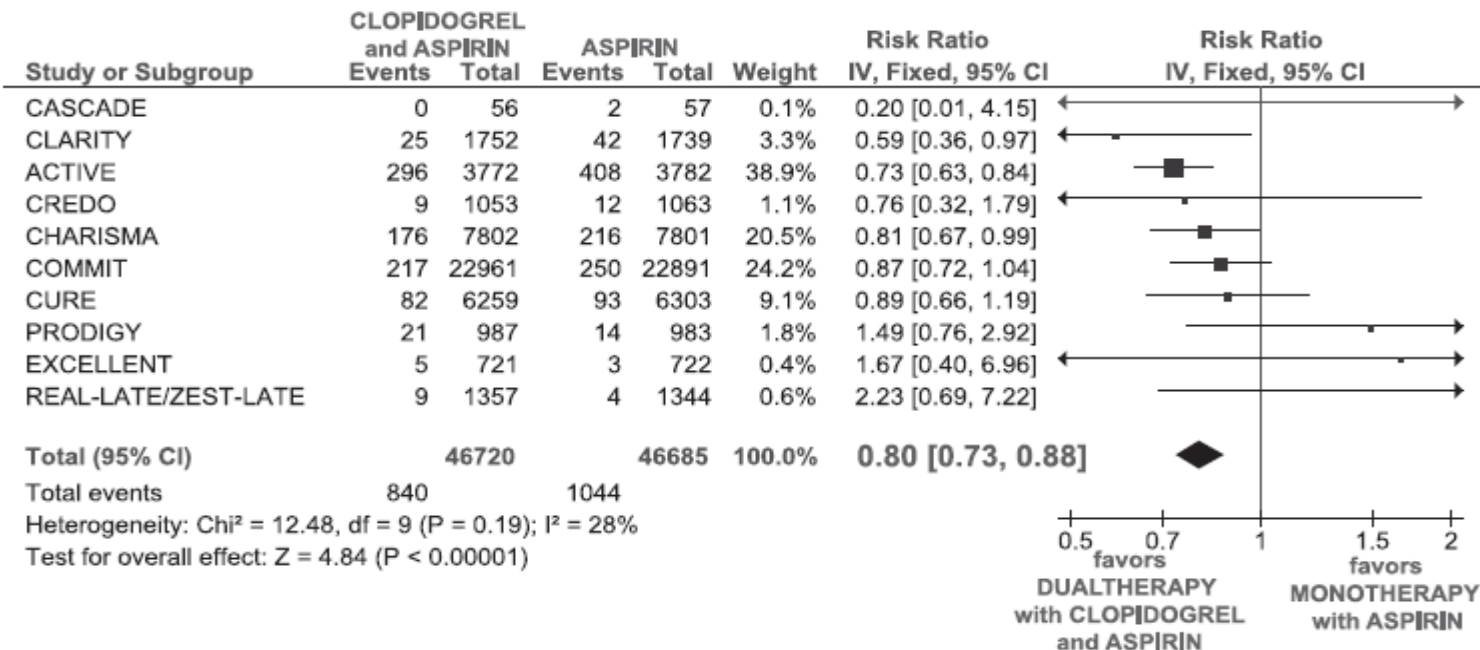 CLOPIDOGREL
and ASPIRIN ASPIRIN Risk Ratio Risk Ratio
Study or Subgroup Events Total Events Total Weight IV, Fixed, 95% CI IV, Fixed, 95% CI
CASCADE 0 56 2 57 0.1% 0.20 [0.01, 4.15]
CLARITY 25 1752 42 1739 3.3% 0.59 [0.36, 0.97]
ACTIVE 296 3772 408 3782 38.9% 0.73 [0.63, 0.84]
CREDO 9 1053 12 1063 1.1% 0.76 [0.32, 1.79]
CHARISMA 176 7802 216 7801 20.5% 0.81 [0.67, 0.99]
COMMIT 217 22961 250 22891 24.2% 0.87 [0.72, 1.04]
CURE 82 6259 93 6303 9.1% 0.89 [0.66, 1.19]
PRODIGY 21 987 14 983 1.8% 1.49 [0.76, 2.92]
EXCELLENT 5 721 3 722 0.4% 1.67 [0.40, 6.96]
REAL-LATE/ZEST-LATE 9 1357 4 1344 0.6% 2.23 [0.69, 7.22]
Total (95% CI) 46720 46685 100.0% 0.80 [0.73, 0.88]
Total events 840 1044
Heterogeneity: Chi² = 12.48, df = 9 (P = 0.19); I² = 28%
Test for overall effect: Z = 4.84 (P < 0.00001)
0.5 0.7 1 1.5 2
favors
DUALTHERAPY
with CLOPIDOGREL
and ASPIRIN
favors
MONOTHERAPY
with ASPIRIN